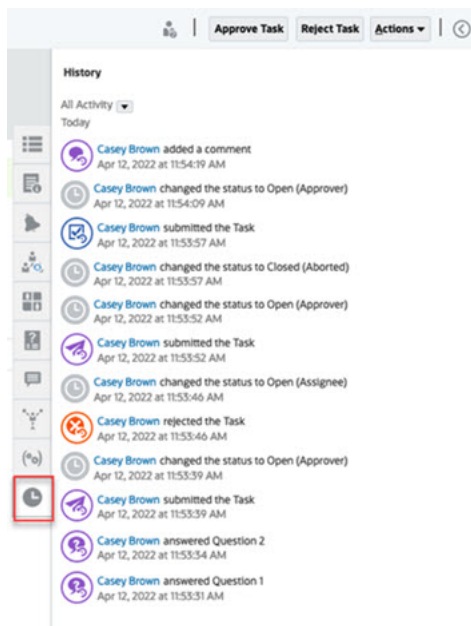 Approve Task Reject Task Actions
History
All Activity
Today
Casey Brown added a comment
Apr 12, 2022 at 11:54:19 AM
Casey Brown changed the status to Open (Approver)
Apr 12, 2022 at 11:54:09 AM
Casey Brown submitted the Task
Apr 12, 2022 at 11:53:57 AM
Casey Brown changed the status to Closed (Aborted)
Apr 12, 2022 at 11:53:57 AM
Casey Brown changed the status to Open (Approver)
Apr 12, 2022 at 11:53:52 AM
Casey Brown submitted the Task
Apr 12, 2022 at 11:53:52 AM
Casey Brown changed the status to Open (Assignee)
Apr 12, 2022 at 11:53:46 AM
Casey Brown rejected the Task
Apr 12, 2022 at 11:53:46 AM
Casey Brown changed the status to Open (Approver)
Apr 12, 2022 at 11:53:39 AM
Casey Brown submitted the Task
Apr 12, 2022 at 11:53:39 AM
Casey Brown answered Question 2
Apr 12, 2022 at 11:53:34 AM
Casey Brown answered Question 1
Apr 12, 2022 at 11:53:31 AM